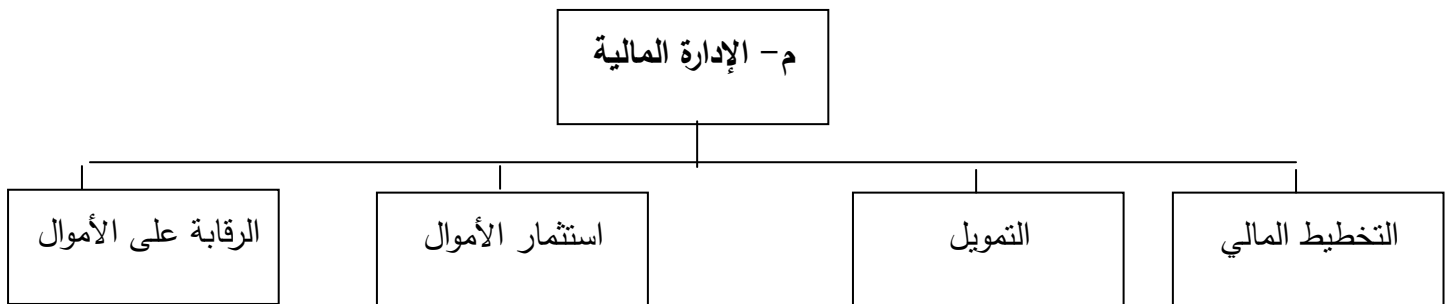 م- الإدارة المالية
التخطيط المالي
التمويل
استثمار الأموال
الرقابة على الأموال